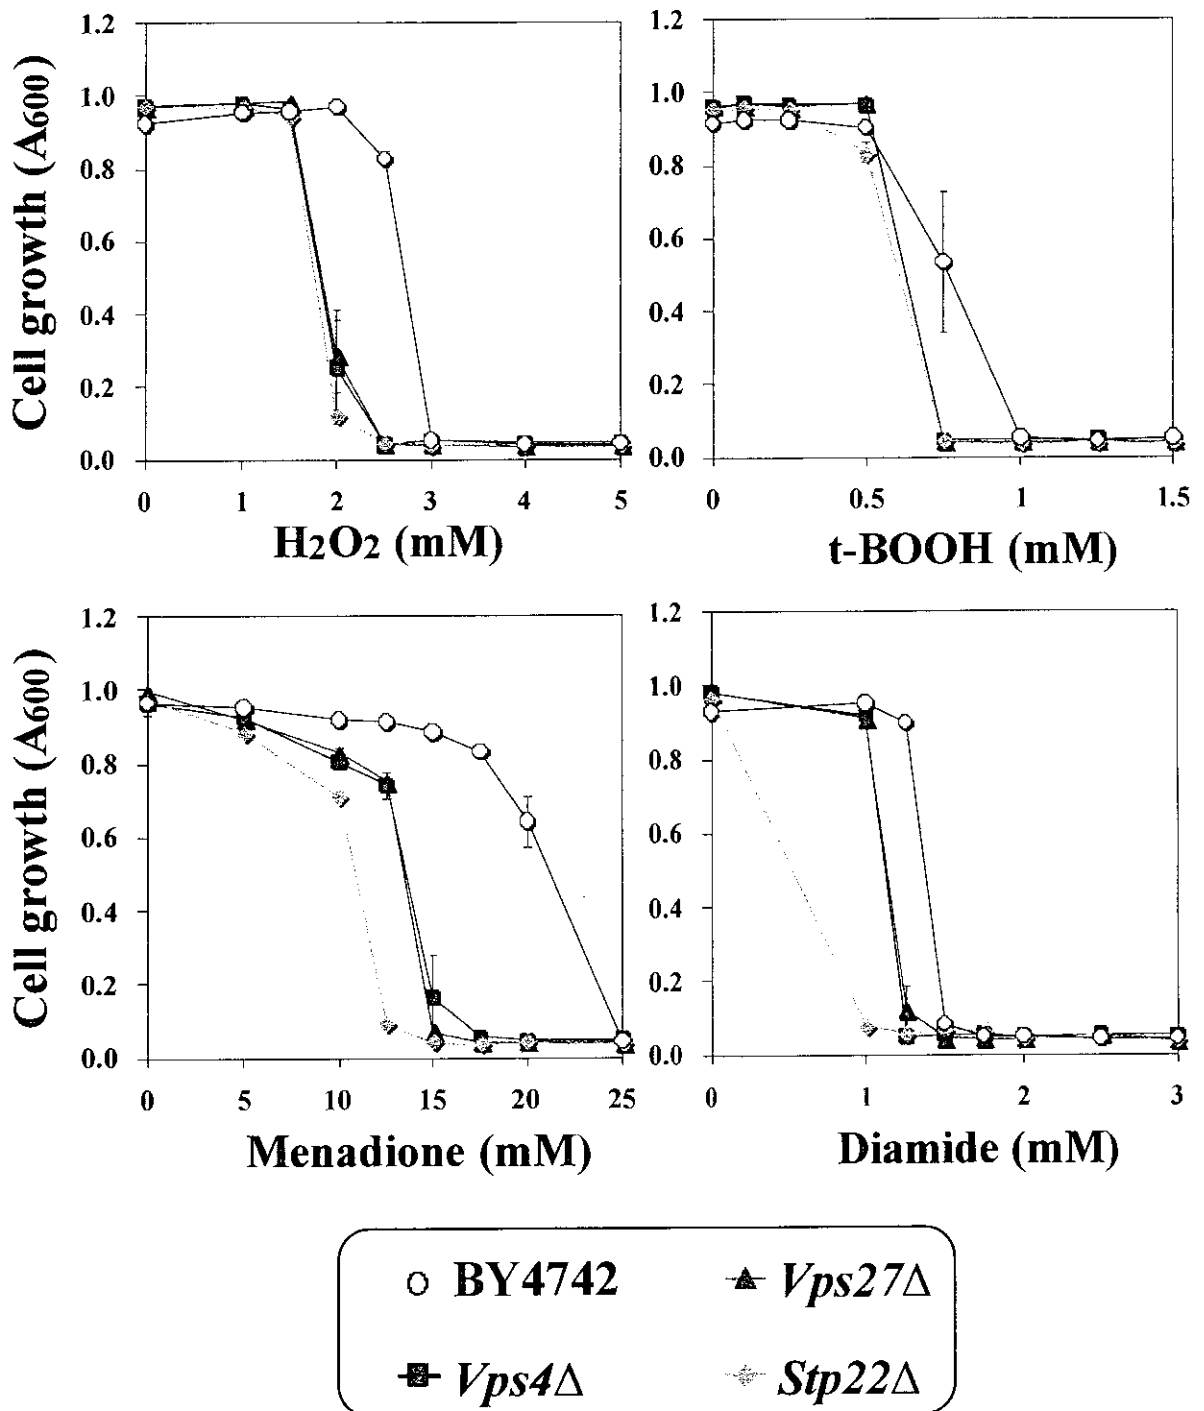 Cell growth (A600)
1.2
1.0
0.8
0.6
0.4
0.2
0.0
0 1 2 3 4 5
H2O2 (mM)
1.2
1.0
0.8
0.6
0.4
0.2
0.0
0 0.5 1 1.5
t-BOOH (mM)
Cell growth (A600)
1.2
1.0
0.8
0.6
0.4
0.2
0.0
0 5 10 15 20 25
Menadione (mM)
1.2
1.0
0.8
0.6
0.4
0.2
0.0
0 1 2 3
Diamide (mM)
BY4742 Vps27Δ
Vps4Δ Stp22Δ